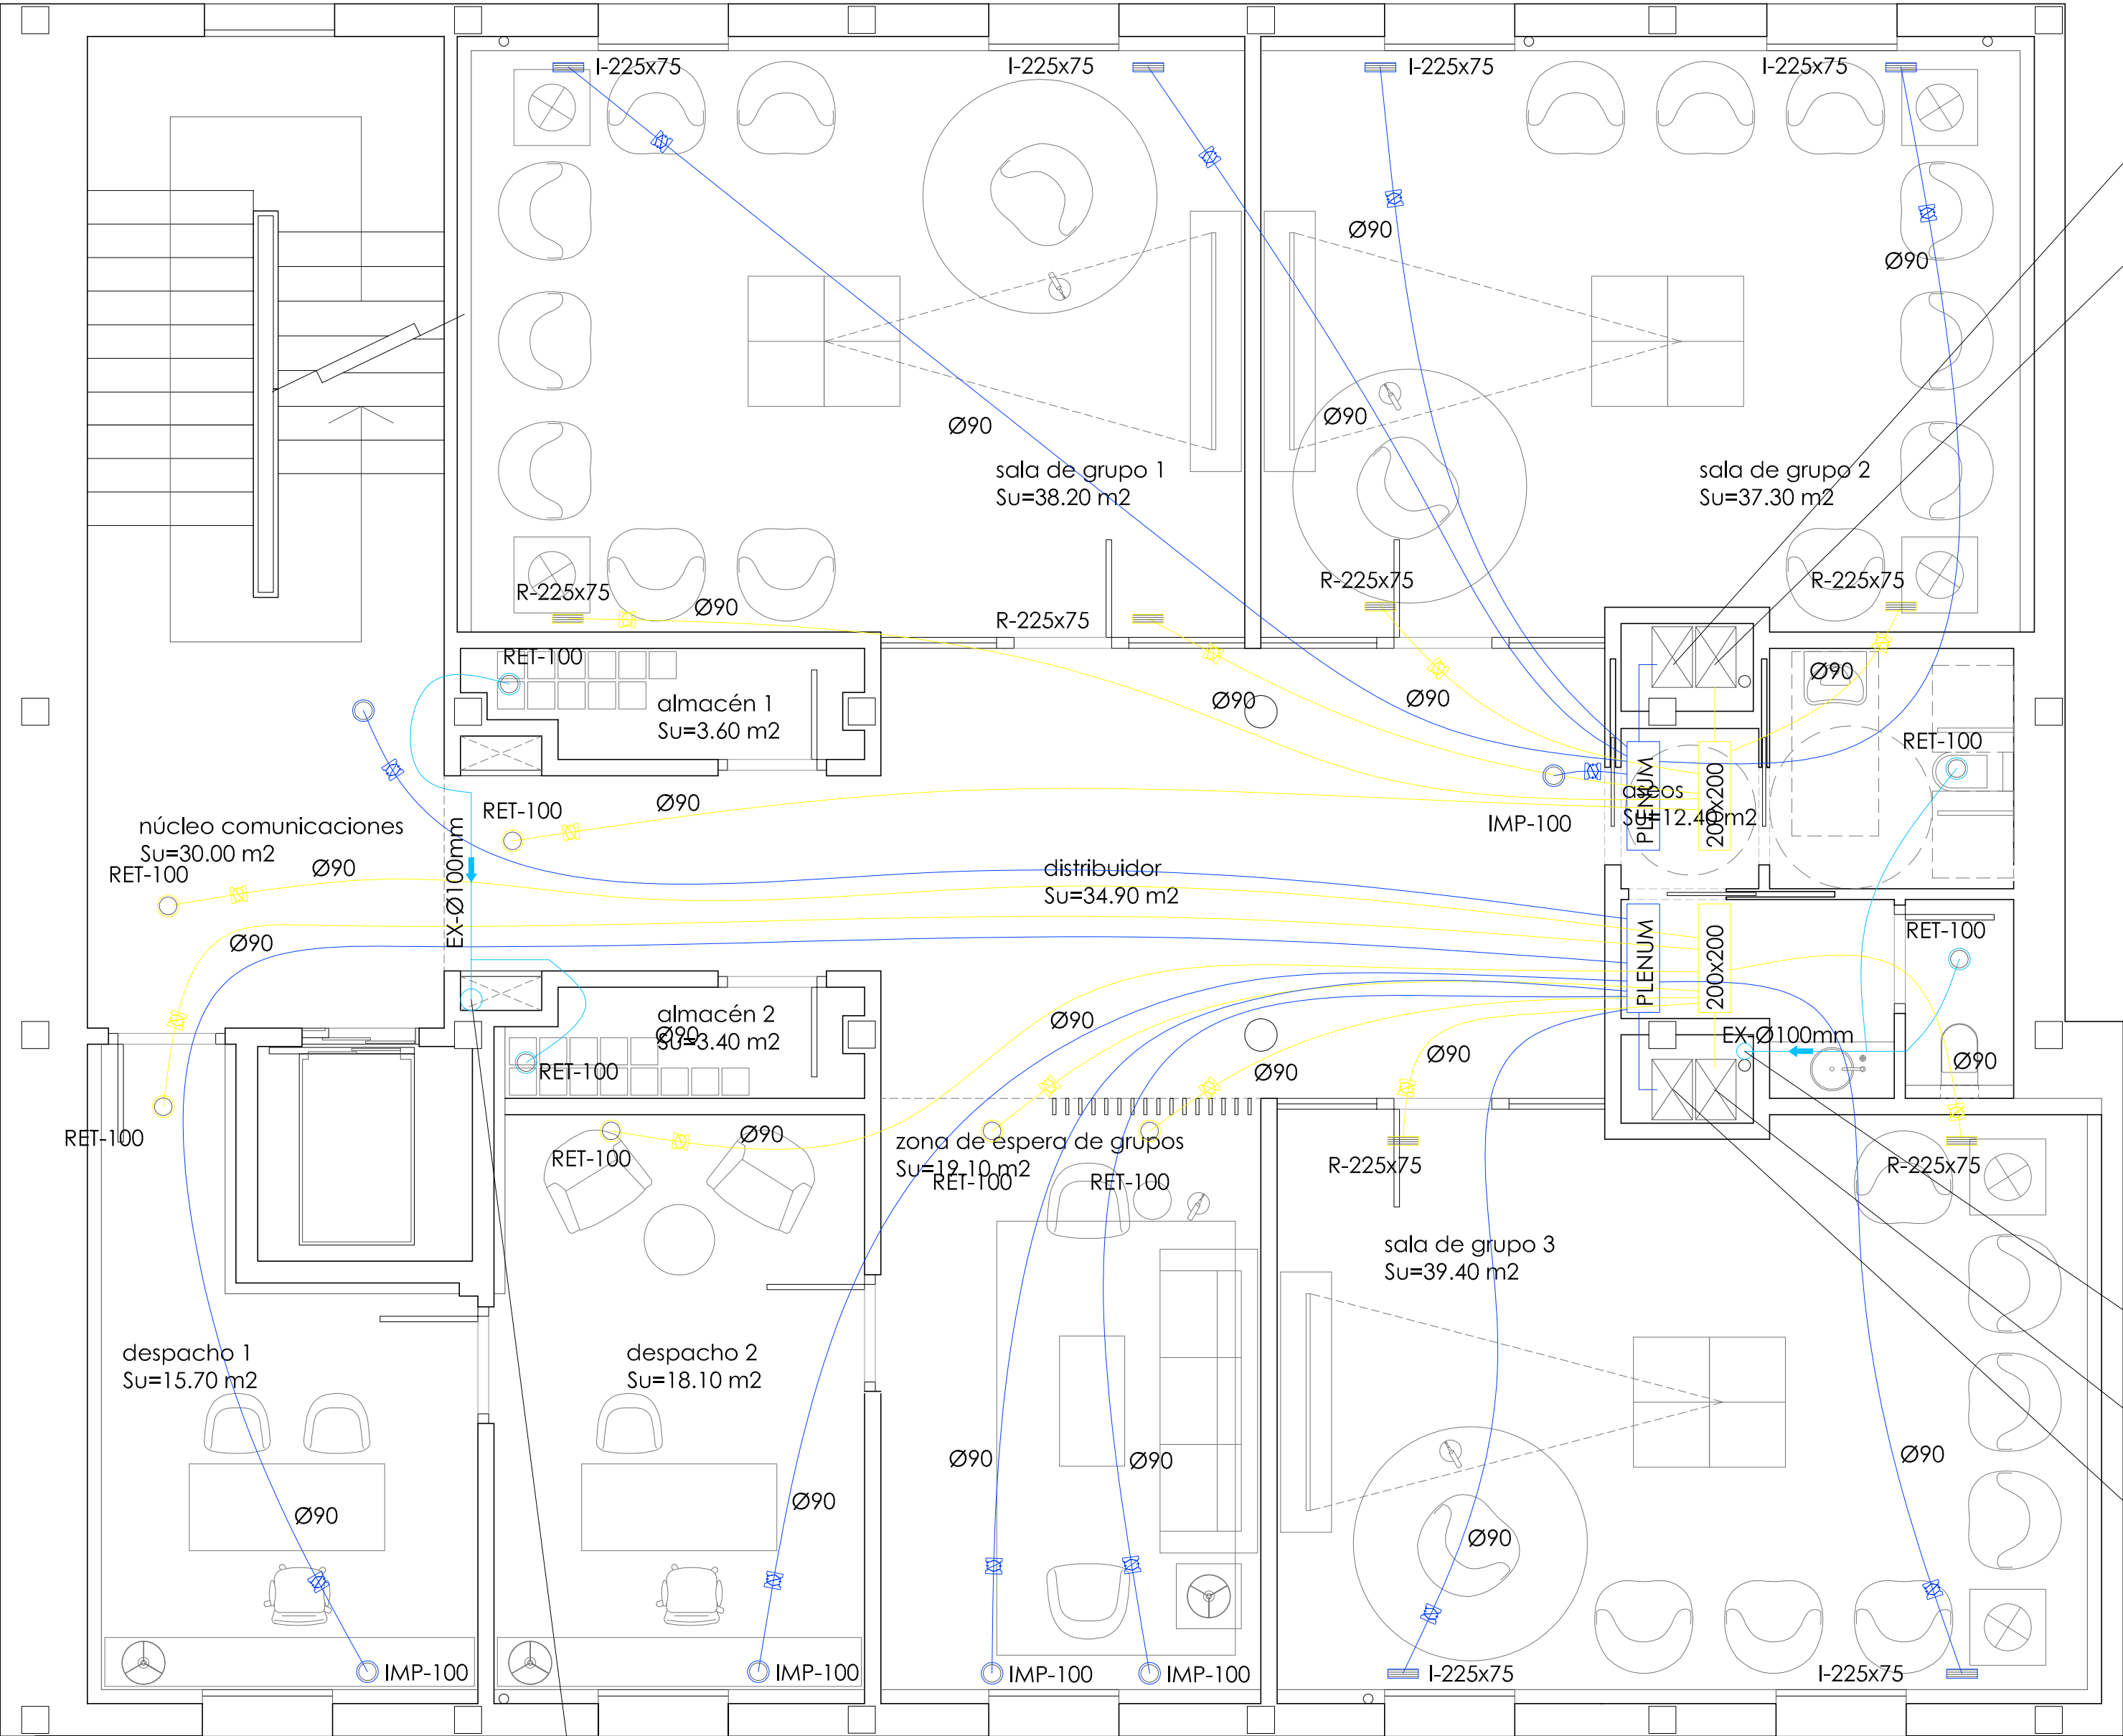 I-225x75
I-225x75
I-225x75
I-225x75
Ø90
Ø90
Ø90
Ø90
sala de grupo 1
Su=38.20 m2
sala de grupo 2
Su=37.30 m2
R-225x75
Ø90
R-225x75
R-225x75
R-225x75
RET-100
almacén 1
Su=3.60 m2
Ø90
Ø90
Ø90
RET-100
RET-100
Ø90
IMP-100
PLENUM
200x200
aseos
Su=12.40 m2
núcleo comunicaciones
Su=30.00 m2
RET-100
Ø90
EX-Ø100mm
distribuidor
Su=34.90 m2
Ø90
RET-100
PLENUM
200x200
almacén 2
Su=3.40 m2
Ø90
RET-100
Ø90
Ø90
Ø90
EX-Ø100mm
Ø90
RET-100
RET-100
Ø90
zona de espera de grupos
Su=19.10 m2
RET-100
RET-100
R-225x75
R-225x75
sala de grupo 3
Su=39.40 m2
despacho 1
Su=15.70 m2
despacho 2
Su=18.10 m2
Ø90
Ø90
Ø90
Ø90
Ø90
Ø90
IMP-100
IMP-100
IMP-100
IMP-100
I-225x75
I-225x75